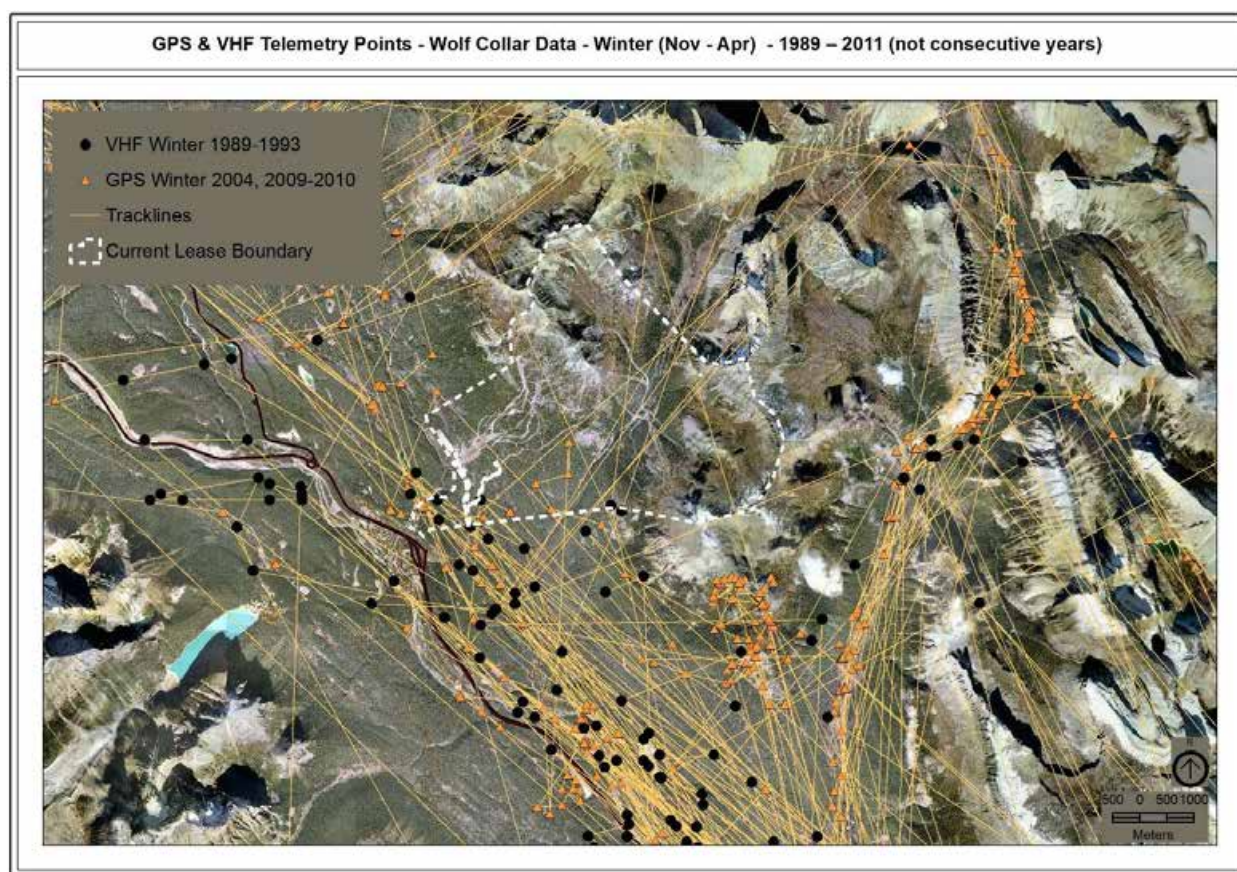 GPS & VHF Telemetry Points - Wolf Collar Data - Winter (Nov - Apr) - 1989 – 2011 (not consecutive years)
VHF Winter 1989-1993
GPS Winter 2004, 2009-2010
Tracklines
Current Lease Boundary
500 0 500 1000
Meters